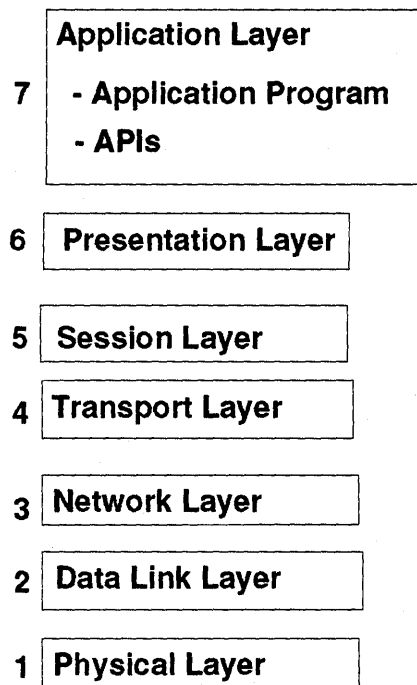 Application Layer
7 - Application Program
- APIs
6 Presentation Layer
5 Session Layer
4 Transport Layer
3 Network Layer
2 Data Link Layer
1 Physical Layer